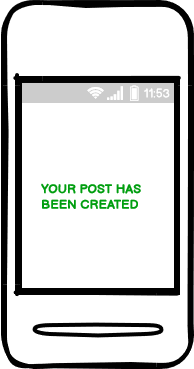 11:53
YOUR POST HAS
BEEN CREATED